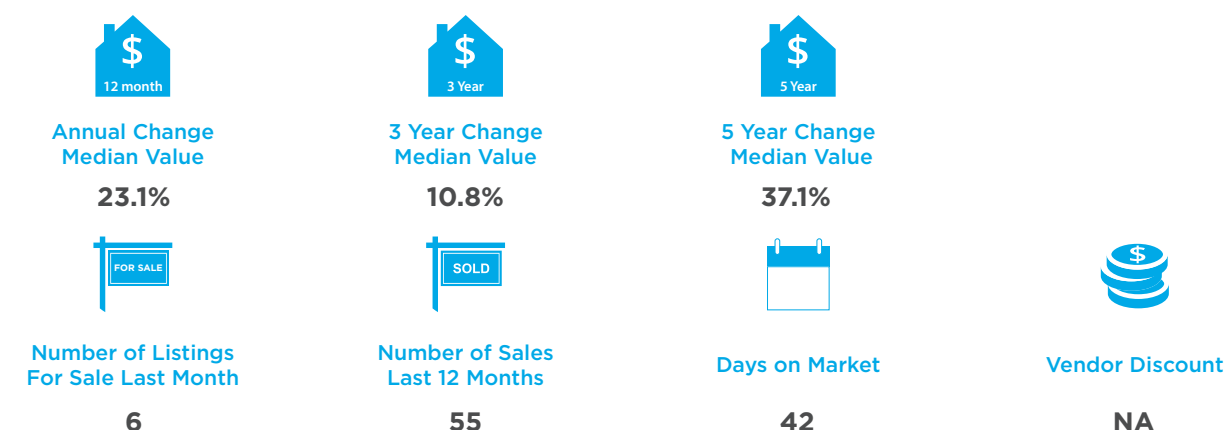 $
12 month
$
3 Year
$
5 Year
Annual Change
Median Value
3 Year Change
Median Value
5 Year Change
Median Value
23.1%
10.8%
37.1%
FOR SALE
SOLD
$
Number of Listings
For Sale Last Month
Number of Sales
Last 12 Months
Days on Market
Vendor Discount
6
55
42
NA